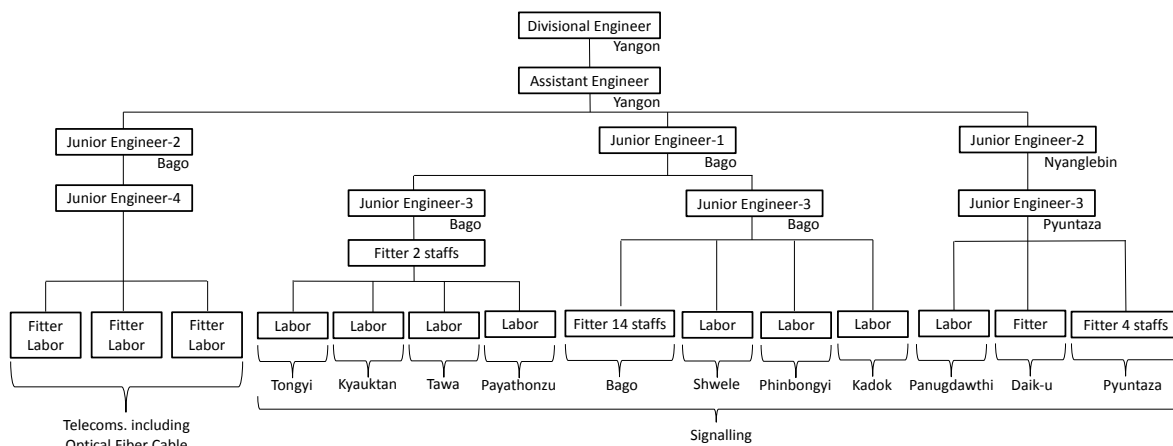 Divisional Engineer
Yangon
Assistant Engineer
Yangon
Junior Engineer-2
Bago
Junior Engineer-4
Fitter
Labor
Fitter
Labor
Fitter
Labor
Telecoms. including
Optical Fiber Cable
Junior Engineer-1
Bago
Junior Engineer-3
Bago
Fitter 2 staffs
Labor
Labor
Labor
Labor
Tongyi
Kyauktan
Tawa
Payathonzu
Junior Engineer-3
Bago
Fitter 14 staffs
Labor
Labor
Labor
Bago
Shwele
Phinbongyi
Kadok
Junior Engineer-2
Nyanglebin
Junior Engineer-3
Pyuntaza
Labor
Fitter
Fitter 4 staffs
Panugdawthi
Daik-u
Pyuntaza
Signalling